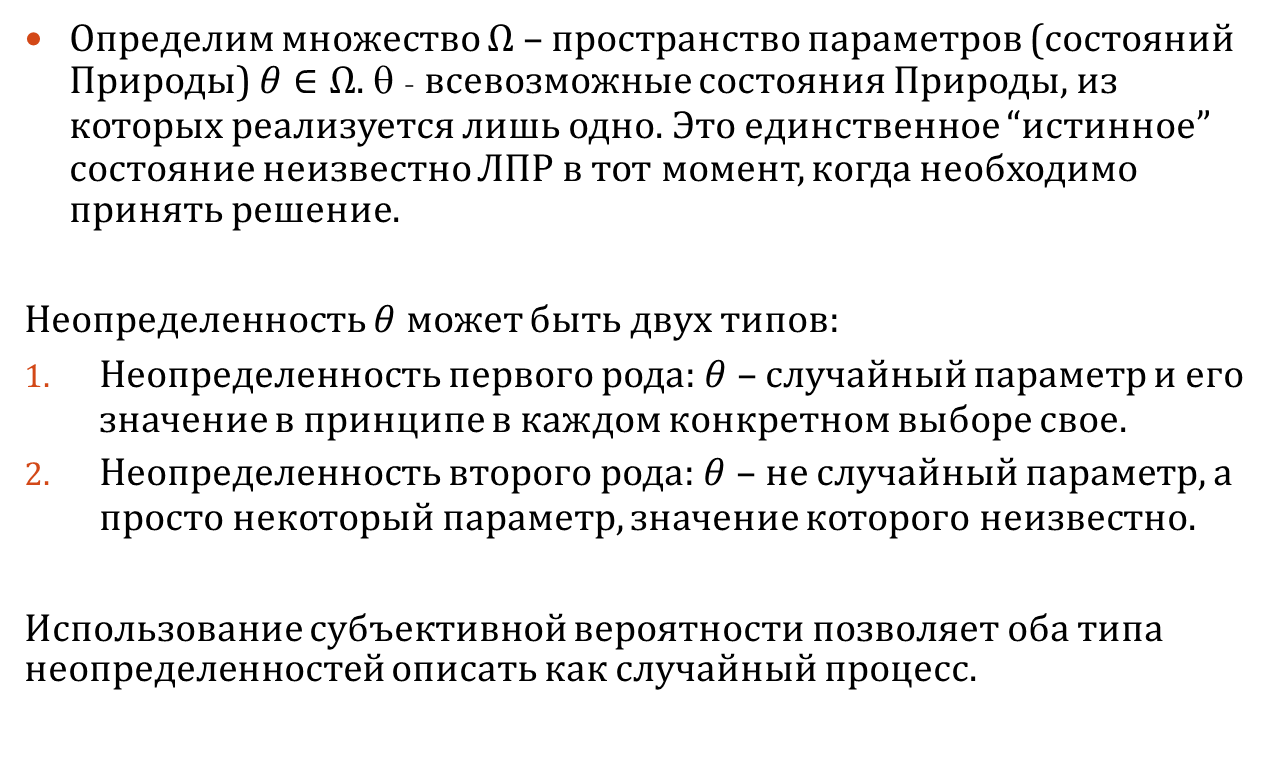 • Определим множество Ω – пространство параметров (состояний
Природы) θ ∈ Ω. θ - всевозможные состояния Природы, из
которых реализуется лишь одно. Это единственное “истинное”
состояние неизвестно ЛПР в тот момент, когда необходимо
принять решение.
Неопределенность θ может быть двух типов:
1. Неопределенность первого рода: θ – случайный параметр и его
значение в принципе в каждом конкретном выборе свое.
2. Неопределенность второго рода: θ – не случайный параметр, а
просто некоторый параметр, значение которого неизвестно.
Использование субъективной вероятности позволяет оба типа
неопределенностей описать как случайный процесс.